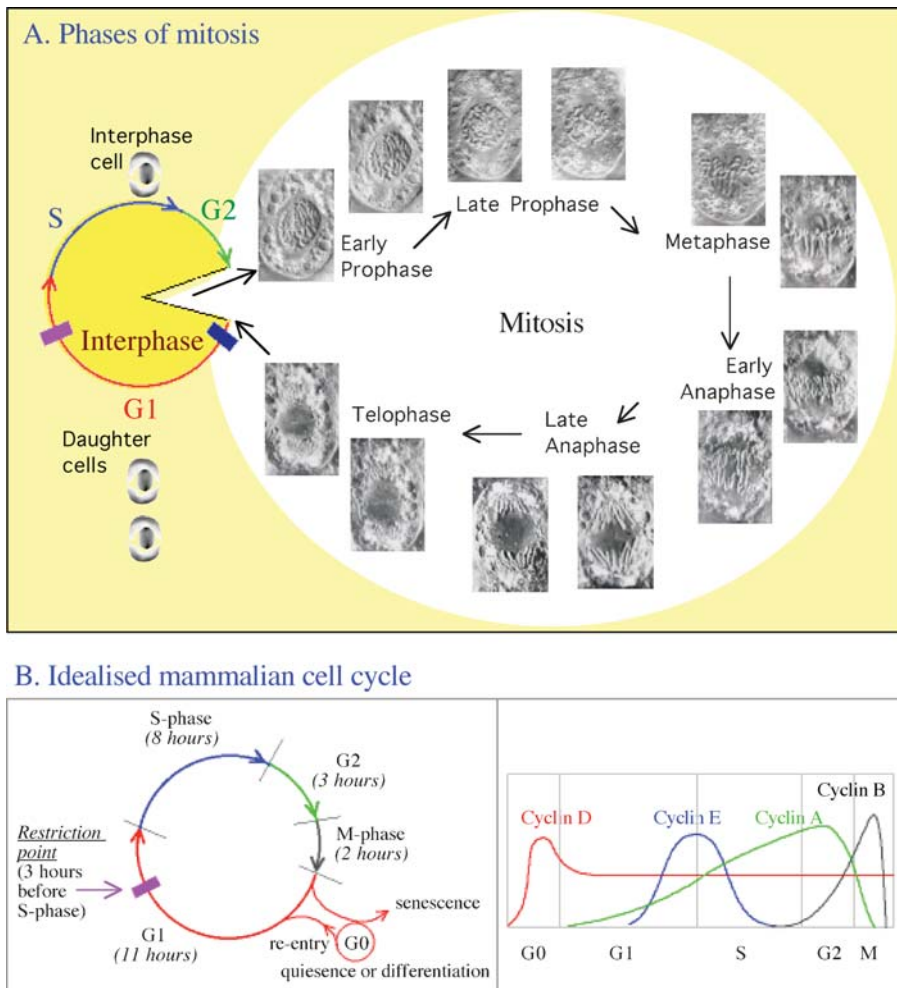 A. Phases of mitosis
Interphase
cell
S
G2
Early
Prophase
Late Prophase
Metaphase
Mitosis
Interphase
G1
Early
Anaphase
Late
Anaphase
Telophase
Daughter
cells
B. Idealised mammalian cell cycle
S-phase
(8 hours)
G2
(3 hours)
M-phase
(2 hours)
Restriction
point
(3 hours
before
S-phase)
G1
(11 hours)
re-entry
G0
senescence
quiesence or differentiation
Cyclin D
Cyclin E
Cyclin A
Cyclin B
G0
G1
S
G2
M